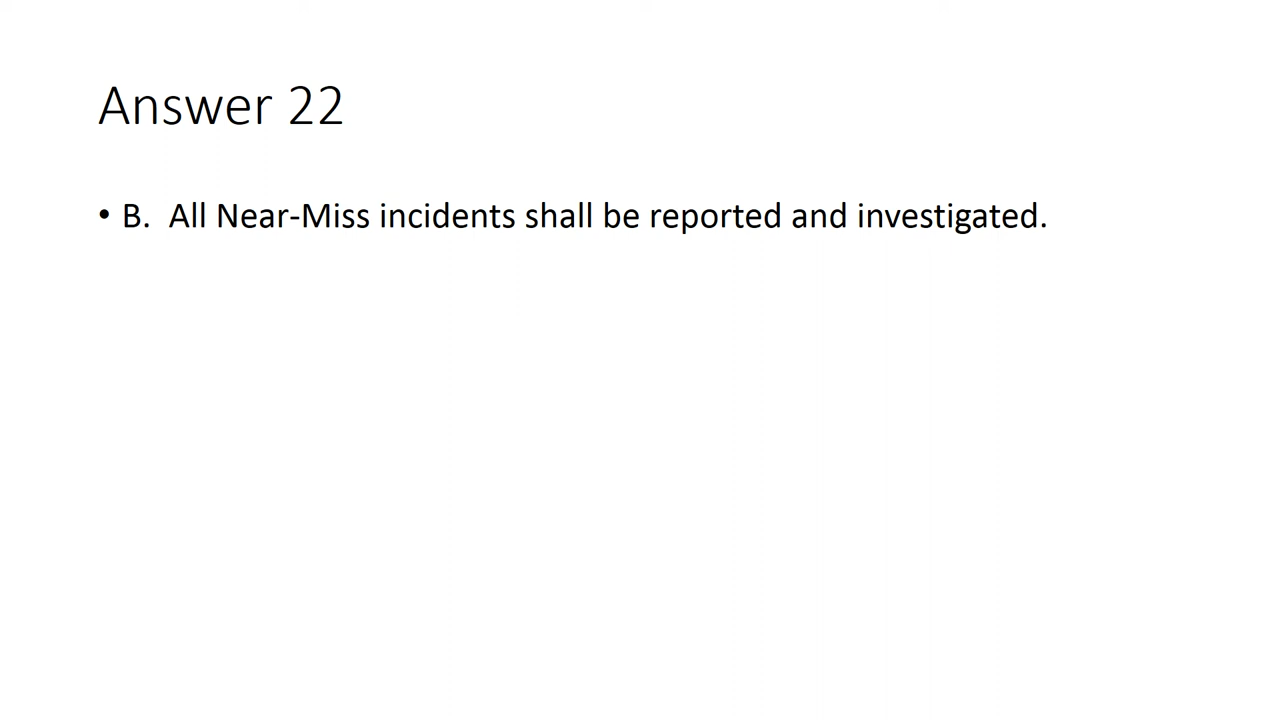 Answer 22
• B.  All Near-Miss incidents shall be reported and investigated.